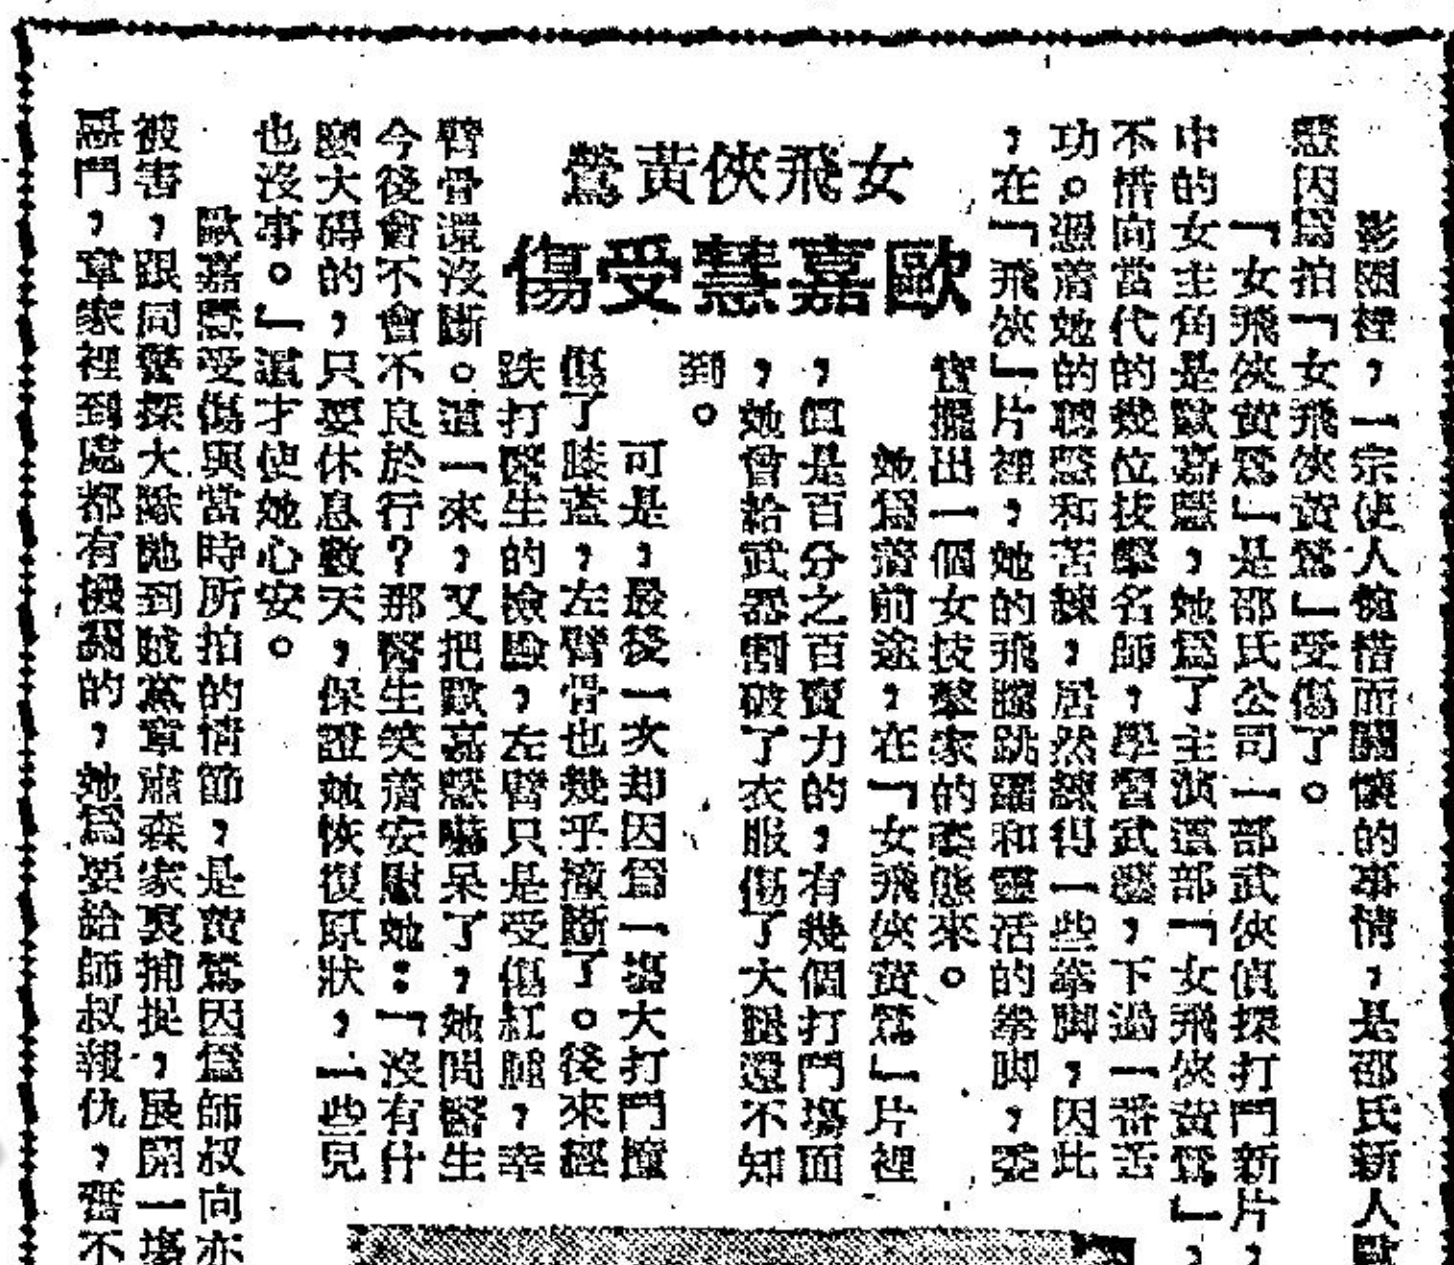 女飛俠黃鶯
歐嘉慧受傷
影圈裡，一宗使人惋惜而關懷的事情，是邵氏新人歐
慧因爲拍「女飛俠黃鶯」受傷了。
「女飛俠黃鶯」是邵氏公司一部武俠偵探打鬥新片，
中的女主角是歐嘉慧，她爲了主演這部「女飛俠黃鶯」，
不惜向當代的幾位技擊名師，學習武藝，下過一番苦
功。憑着她的聰慧和苦練，居然練得一些拳脚，因此
，在「飛俠」片裡，她的飛騰跳躍和靈活的拳脚，委
實擺出一個女技擊家的姿態來。
她爲着前途，在「女飛俠黃鶯」片裡
，個是百分之百賣力的，有幾個打鬥塲面
，她曾給武器割破了衣服傷了大腿還不知
到。
可是，最後一次却因爲一塲大打鬥撞
傷了膝蓋，左臂骨也幾乎撞斷了。後來經
跌打醫生的檢驗，左臂只是受傷紅腫，幸
臂骨還沒斷。這一來，又把歐嘉慧嚇呆了，她問醫生
今後會不會不良於行？那醫生笑着安慰她：「沒有什
麽大碍的，只要休息數天，保證她恢復原狀，一些兒
也沒事。」這才使她心安。
歐嘉慧受傷與當時所拍的情節，是黃鶯因爲師叔向亦
被害，跟同警探大隊馳到賊黨章肅森家裏捕捉，展開一塲
惡鬥，章家裡到處都有機關的，她爲要給師叔報仇，奮不